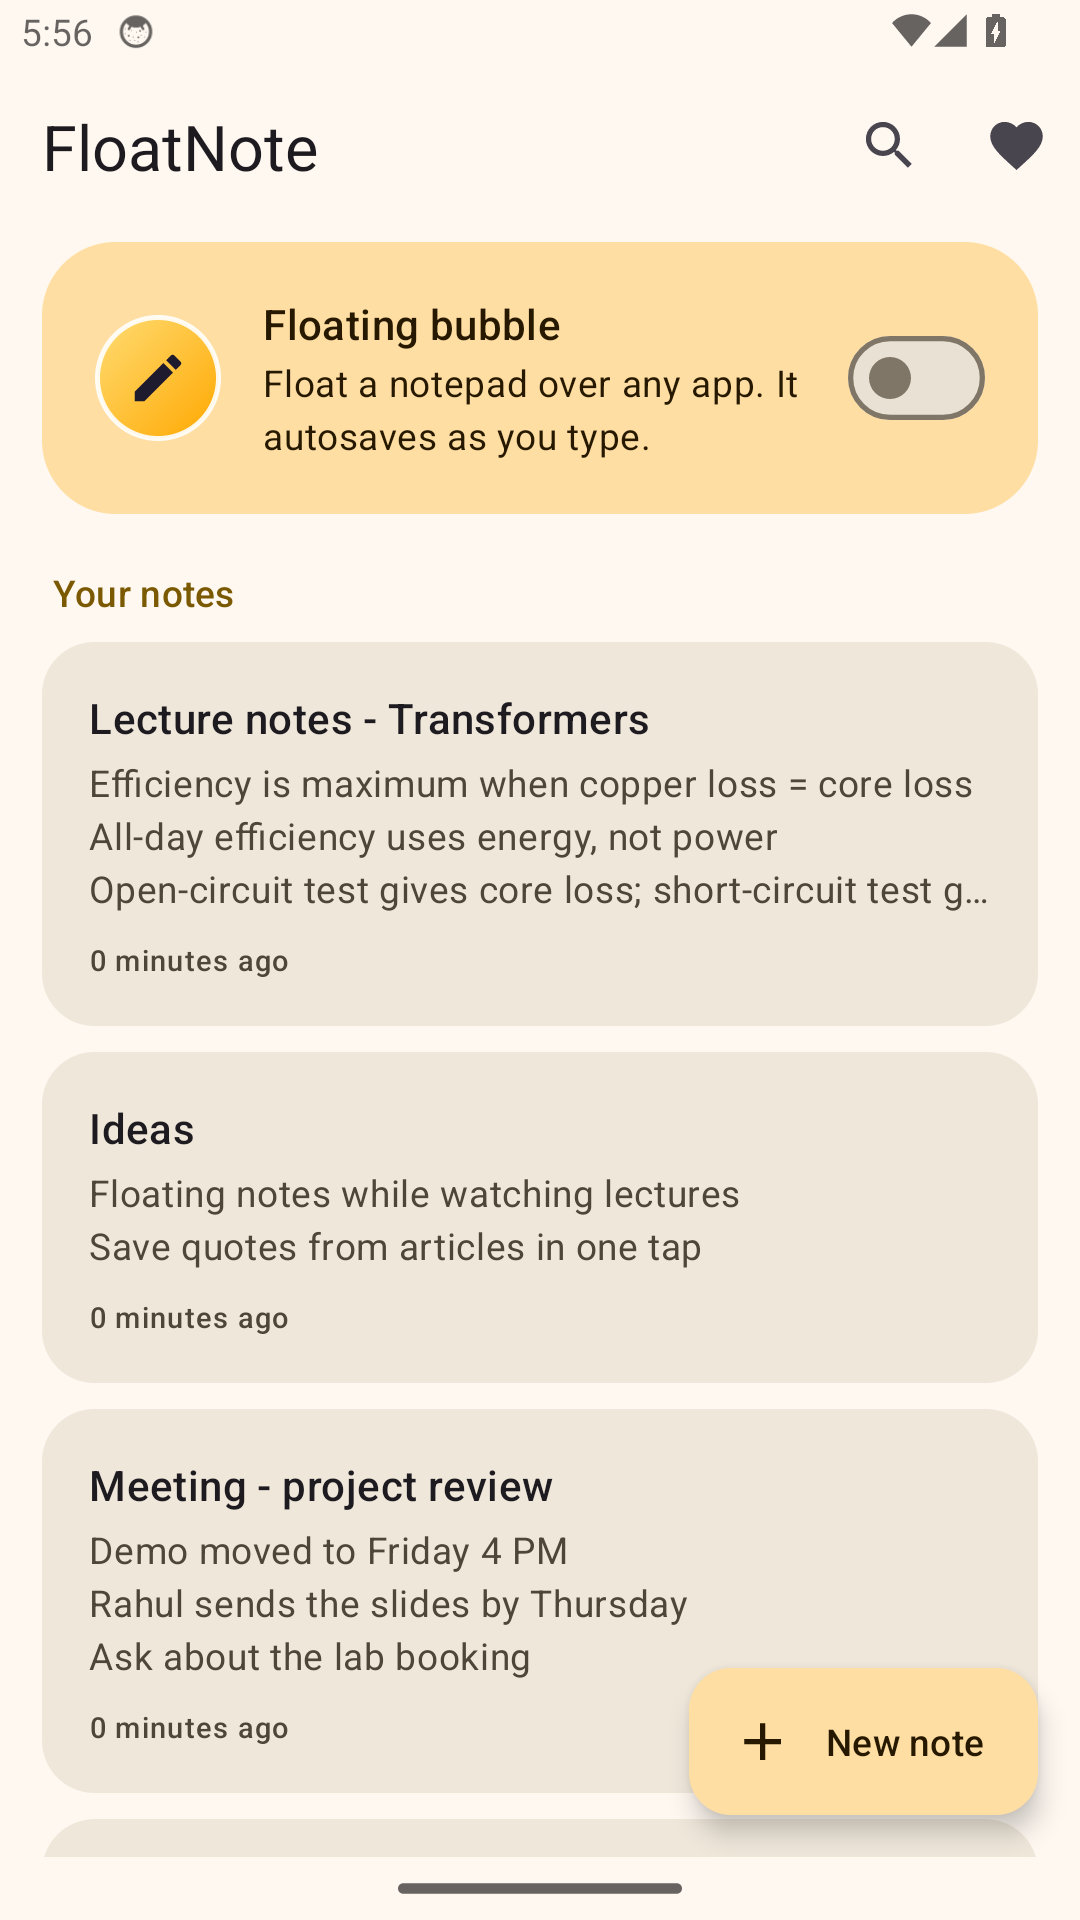 5:56
FloatNote
Floating bubble
Float a notepad over any app. It
autosaves as you type.
Your notes
Lecture notes - Transformers
Efficiency is maximum when copper loss = core loss
All-day efficiency uses energy, not power
Open-circuit test gives core loss; short-circuit test g...
0 minutes ago
Ideas
Floating notes while watching lectures
Save quotes from articles in one tap
0 minutes ago
Meeting - project review
Demo moved to Friday 4 PM
Rahul sends the slides by Thursday
Ask about the lab booking
0 minutes ago
New note